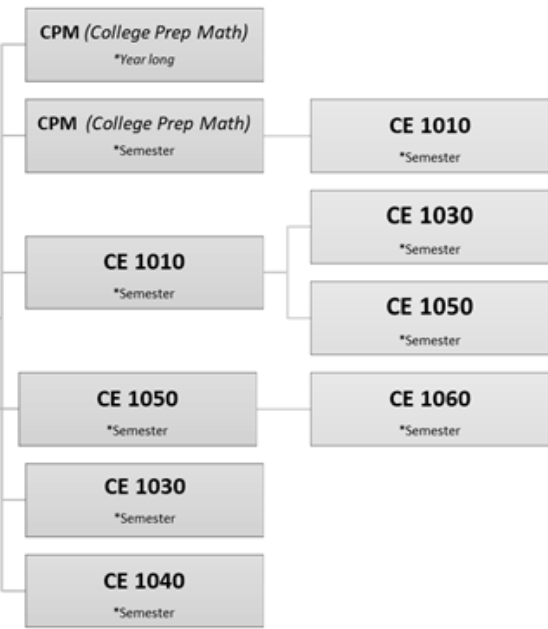 CPM (College Prep Math)
*Year long
CPM (College Prep Math)
*Semester
CE 1010
*Semester
CE 1010
*Semester
CE 1030
*Semester
CE 1050
*Semester
CE 1050
*Semester
CE 1060
*Semester
CE 1030
*Semester
CE 1040
*Semester